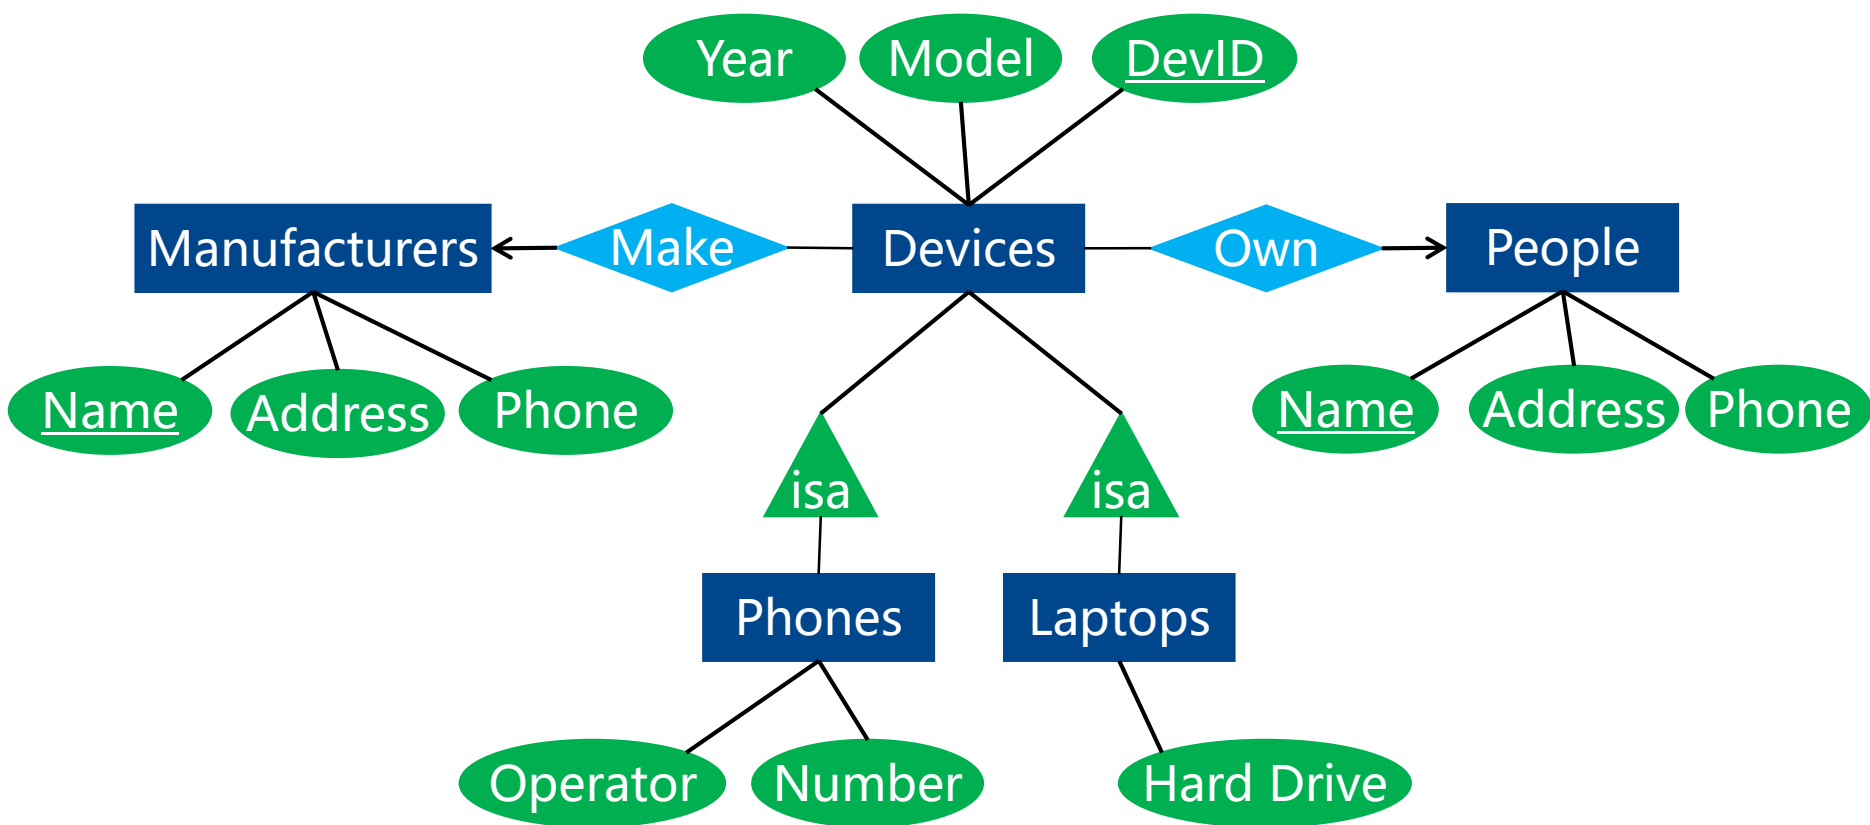 Year
Model
DevID
Manufacturers
Make
Devices
Own
People
Name
Address
Phone
Name
Address
Phone
isa
isa
Phones
Laptops
Operator
Number
Hard Drive